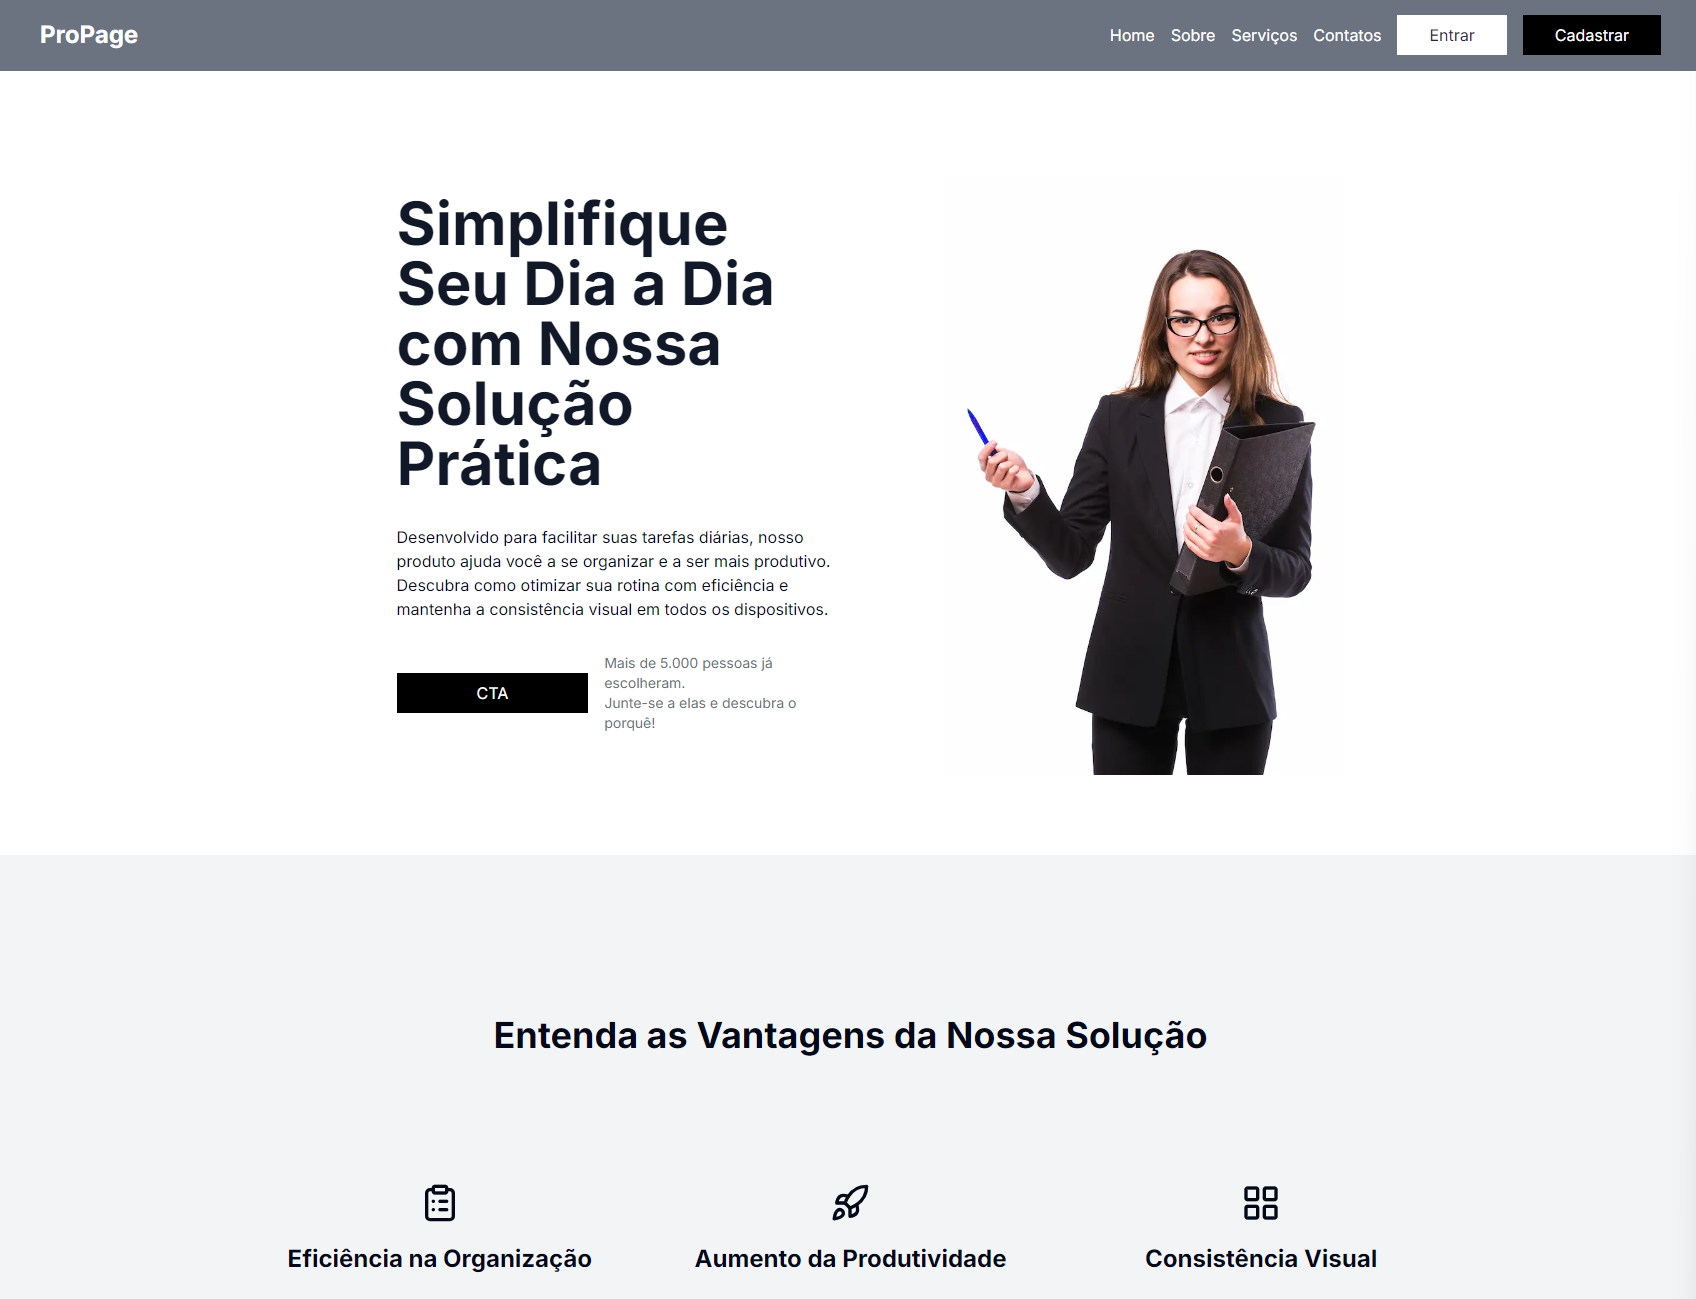 ProPage
Home Sobre Serviços Contatos Entrar Cadastrar
Simplifique
Seu Dia a Dia
com Nossa
Solução
Prática
Desenvolvido para facilitar suas tarefas diárias, nosso
produto ajuda você a se organizar e a ser mais produtivo.
Descubra como otimizar sua rotina com eficiência e
mantenha a consistência visual em todos os dispositivos.
CTA
Mais de 5.000 pessoas já
escolheram.
Junte-se a elas e descubra o
porquê!
Entenda as Vantagens da Nossa Solução
Eficiência na Organização
Aumento da Produtividade
Consistência Visual